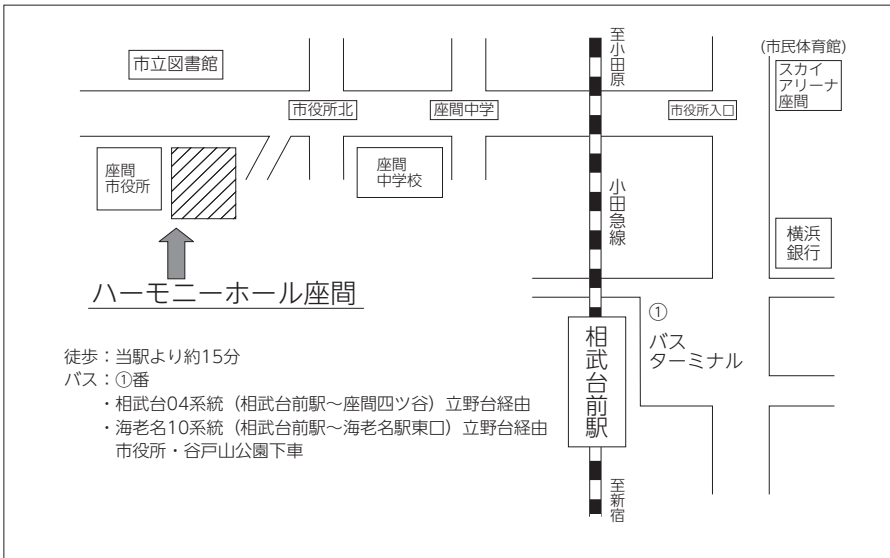 至小田原
(市民体育館)
市立図書館
スカイ
アリーナ
座間
市役所北
座間中学
市役所入口
座間
市役所
座間
中学校
小田急線
横浜
銀行
ハーモニーホール座間
①
バス
ターミナル
相武台前駅
徒歩：当駅より約15分
バス：①番
・相武台04系統（相武台前駅〜座間四ツ谷）立野台経由
・海老名10系統（相武台前駅〜海老名駅東口）立野台経由
市役所・谷戸山公園下車
至新宿